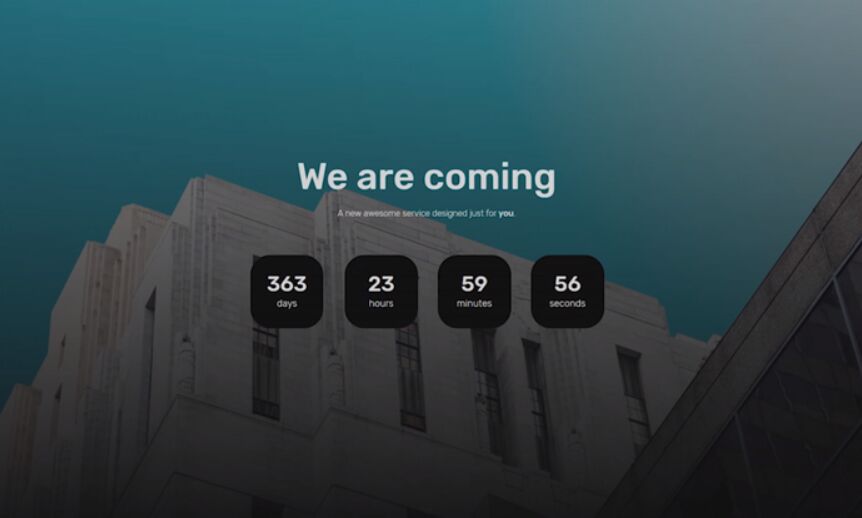 We are coming
A new awesome service designed just for you.
363 23 59 56
days hours minutes seconds